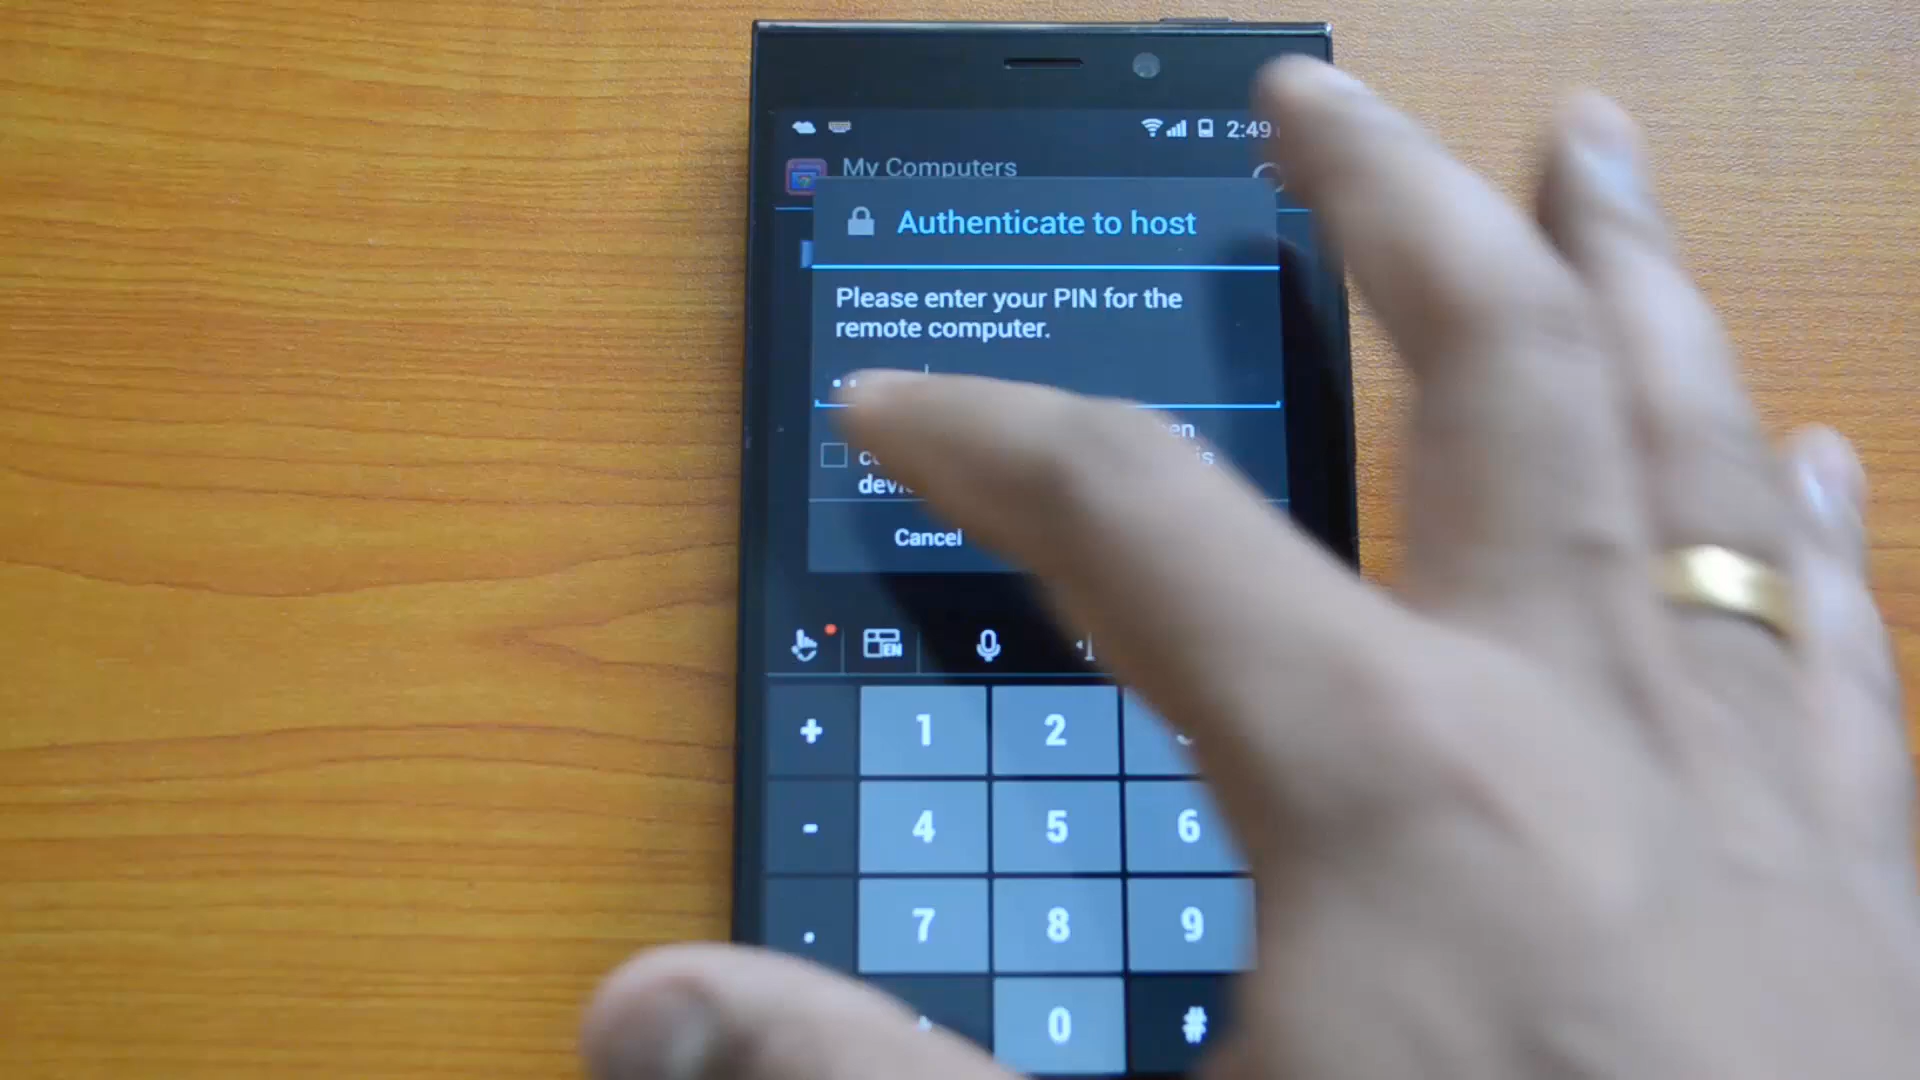 2:49
My Computers
Authenticate to host
Please enter your PIN for the
remote computer.
Cancel
EN
+ 1 2
- 4 5 6
. 7 8 9
0 #